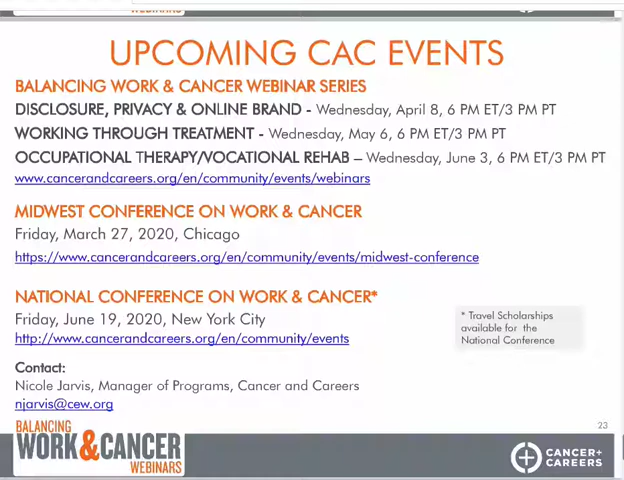 WEBINARS
UPCOMING CAC EVENTS
BALANCING WORK & CANCER WEBINAR SERIES
DISCLOSURE, PRIVACY & ONLINE BRAND - Wednesday, April 8, 6 PM ET/3 PM PT
WORKING THROUGH TREATMENT - Wednesday, May 6, 6 PM ET/3 PM PT
OCCUPATIONAL THERAPY/VOCATIONAL REHAB – Wednesday, June 3, 6 PM ET/3 PM PT
www.cancerandcareers.org/en/community/events/webinars
MIDWEST CONFERENCE ON WORK & CANCER
Friday, March 27, 2020, Chicago
https://www.cancerandcareers.org/en/community/events/midwest-conference
NATIONAL CONFERENCE ON WORK & CANCER*
Friday, June 19, 2020, New York City
http://www.cancerandcareers.org/en/community/events
* Travel Scholarships
available for the
National Conference
Contact:
Nicole Jarvis, Manager of Programs, Cancer and Careers
njarvis@cew.org
23
BALANCING
WORK & CANCER
WEBINARS
CANCER+
CAREERS